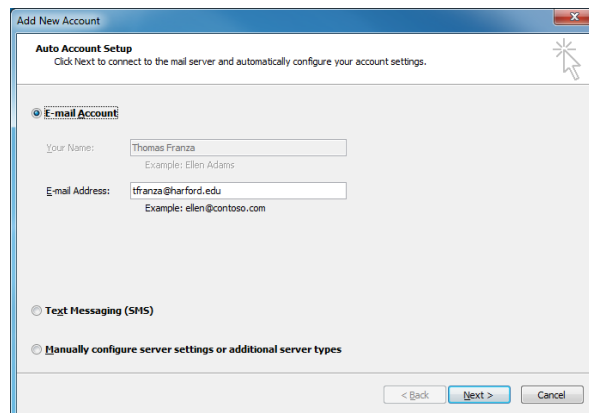 Add New Account
Auto Account Setup
Click Next to connect to the mail server and automatically configure your account settings.
E-mail Account
Your Name: Thomas Franza
Example: Ellen Adams
E-mail Address: tfranza@harford.edu
Example: ellen@contoso.com
Text Messaging (SMS)
Manually configure server settings or additional server types
< Back Next > Cancel